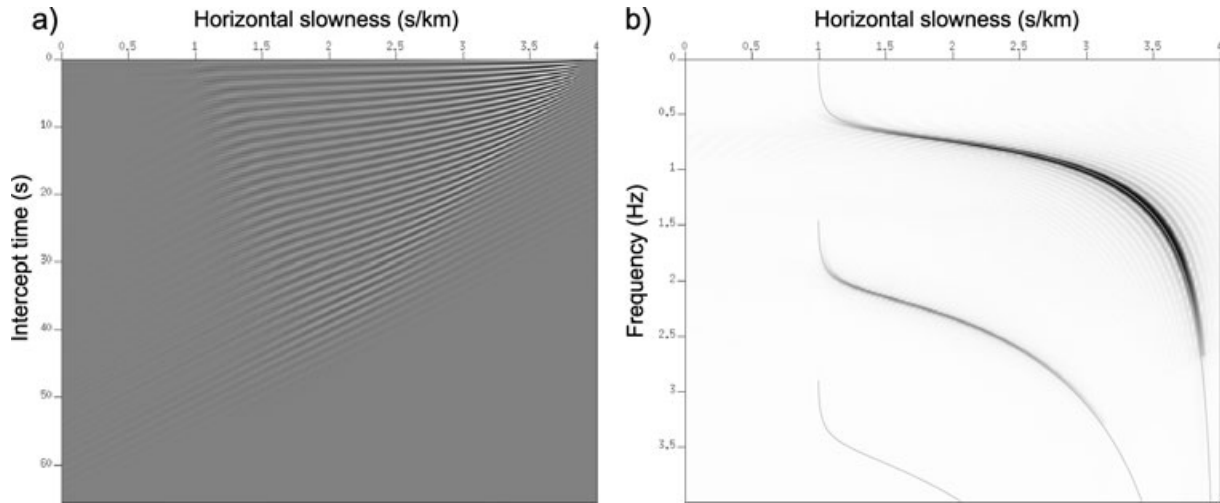 a)
Horizontal slowness (s/km)
0 0.5 1 1.5 2 2.5 3 3.5 4
Intercept time (s)
0
10
20
30
40
50
60
b)
Horizontal slowness (s/km)
0 0.5 1 1.5 2 2.5 3 3.5 4
Frequency (Hz)
0
0.5
1
1.5
2
2.5
3
3.5